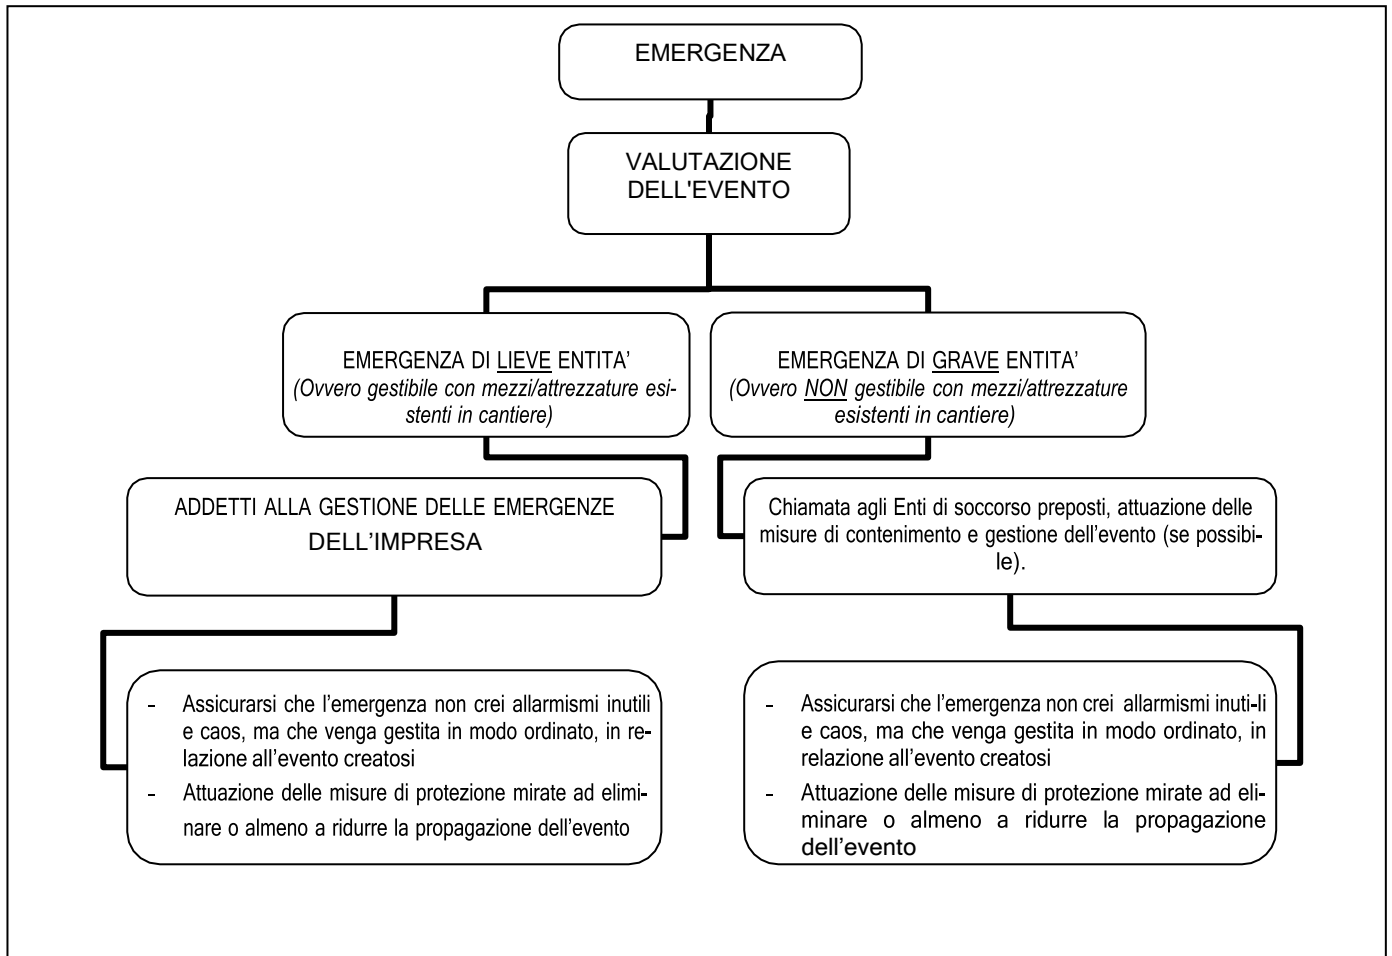 EMERGENZA
VALUTAZIONE
DELL'EVENTO
EMERGENZA DI LIEVE ENTITA’
(Ovvero gestibile con mezzi/attrezzature esi-
stenti in cantiere)
EMERGENZA DI GRAVE ENTITA’
(Ovvero NON gestibile con mezzi/attrezzature
esistenti in cantiere)
ADDETTI ALLA GESTIONE DELLE EMERGENZE
DELL’IMPRESA
Chiamata agli Enti di soccorso preposti, attuazione delle
misure di contenimento e gestione dell’evento (se possibi-
le).
- Assicurarsi che l’emergenza non crei allarmismi inutili
e caos, ma che venga gestita in modo ordinato, in re-
lazione all’evento creatosi
- Attuazione delle misure di protezione mirate ad elimi-
nare o almeno a ridurre la propagazione dell’evento
- Assicurarsi che l’emergenza non crei allarmismi inuti-li
e caos, ma che venga gestita in modo ordinato, in
relazione all’evento creatosi
- Attuazione delle misure di protezione mirate ad eli-
minare o almeno a ridurre la propagazione
dell’evento